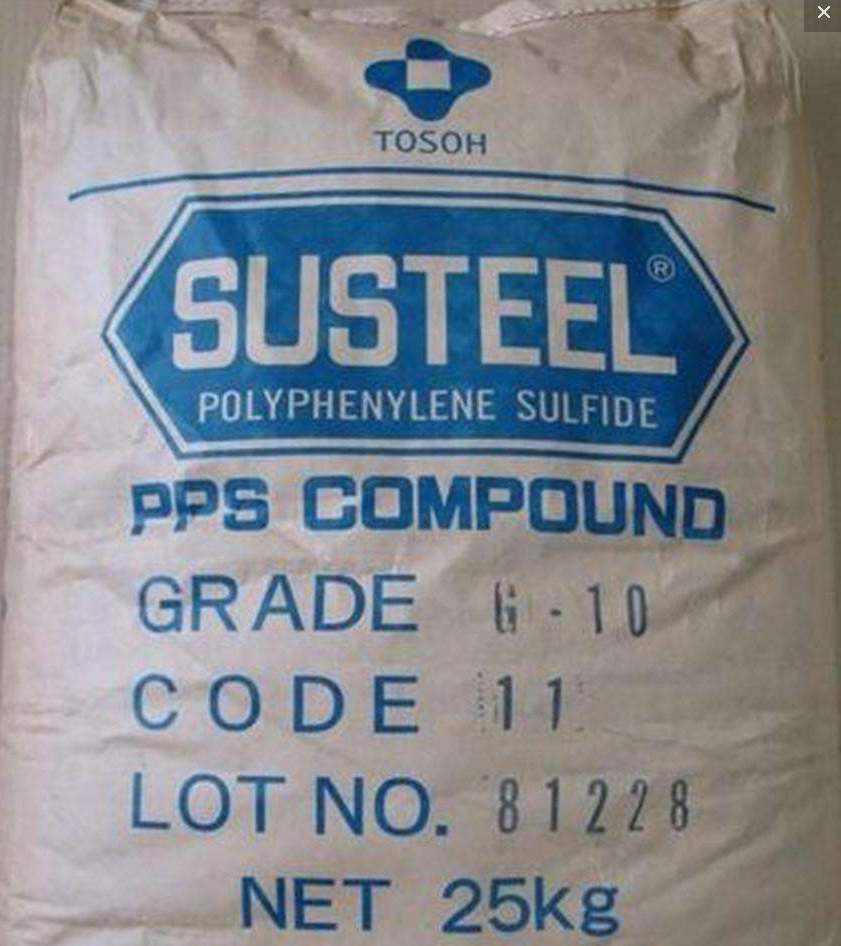 TOSOH
SUSTEEL®
POLYPHENYLENE SULFIDE
PPS COMPOUND
GRADE G-10
CODE 11
LOT NO. 81228
NET 25kg